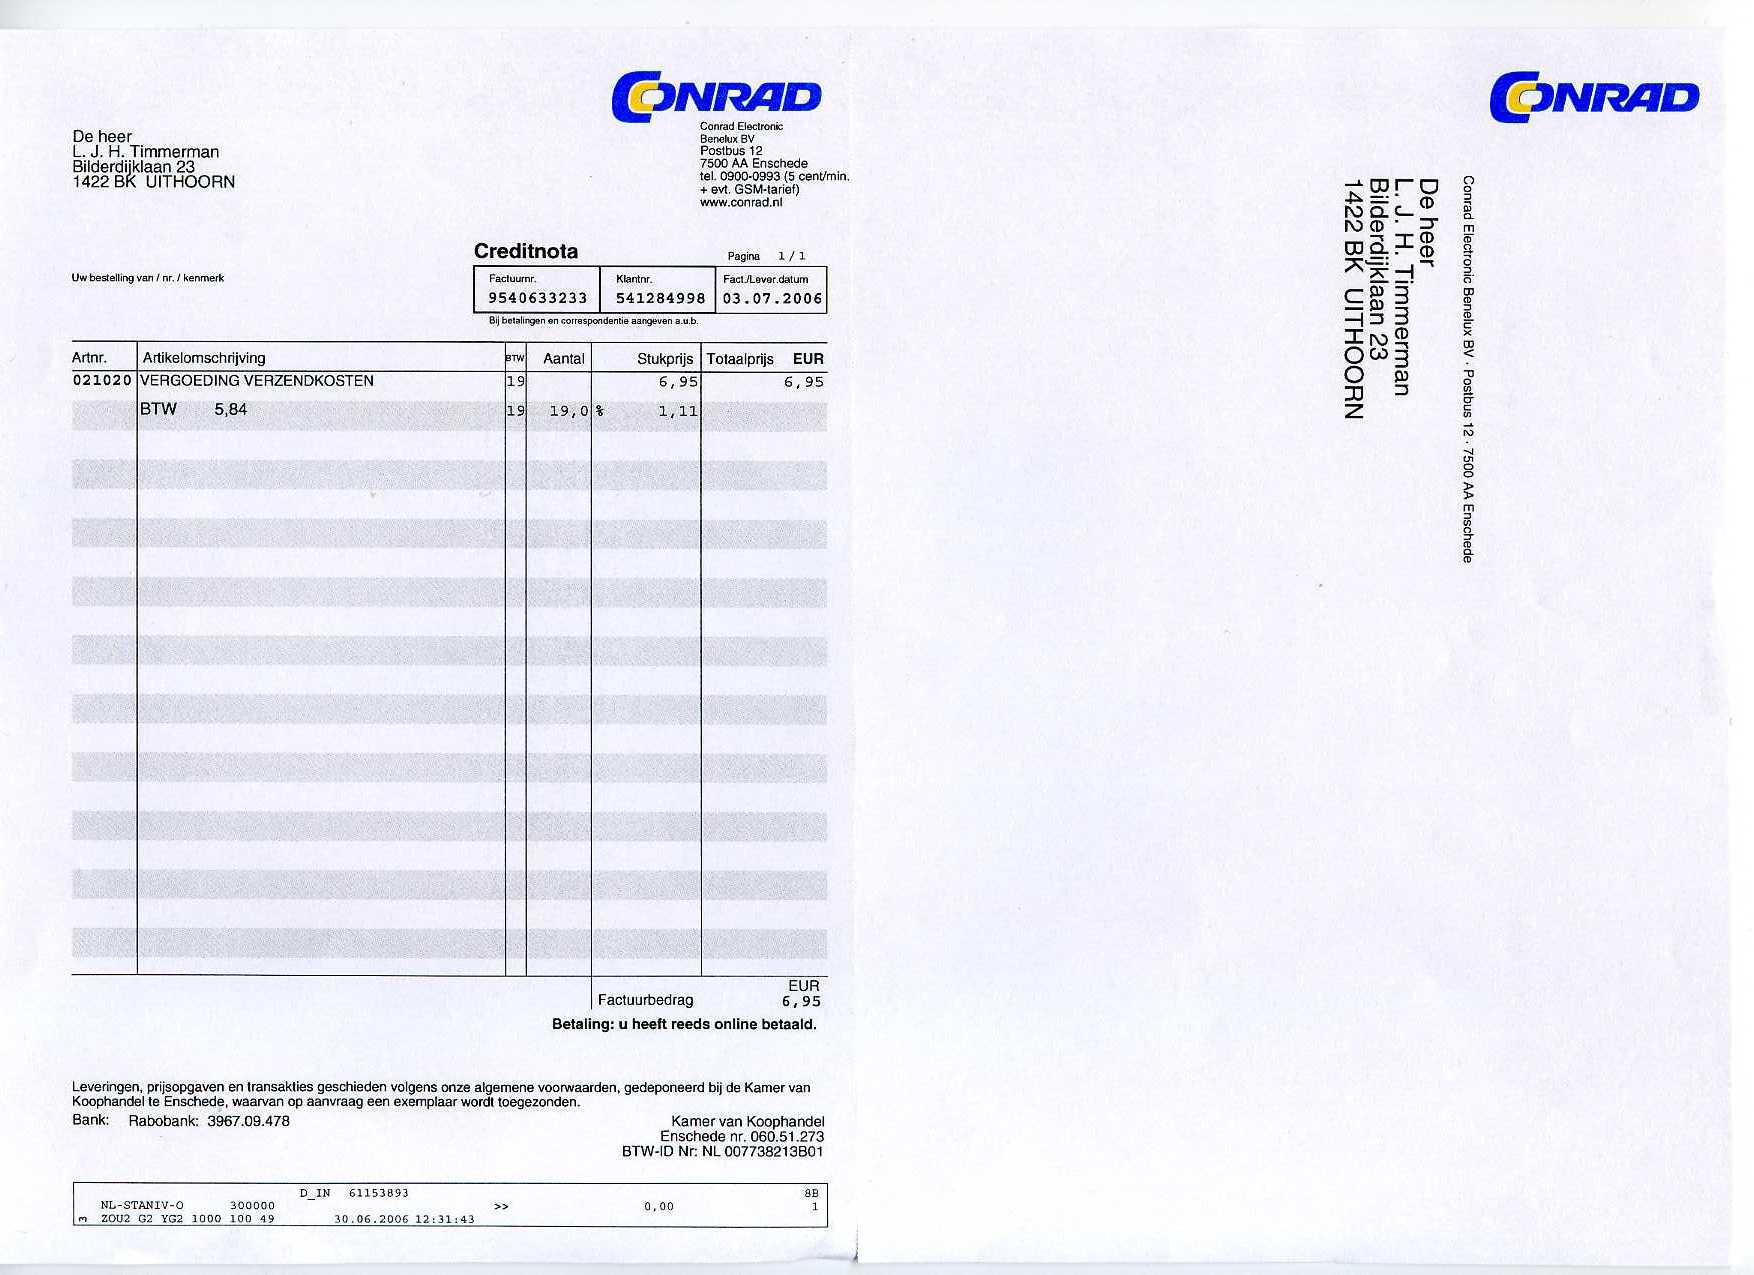 CONRAD
De heer
L. J. H. Timmerman
Bilderdijklaan 23
1422 BK UITHOORN
Conrad Electronic
Benelux BV
Postbus 12
7500 AA Enschede
tel. 0900-0993 (5 cent/min.
+ evt. GSM-tarief)
www.conrad.nl
Creditnota
Pagina 1 / 1
Uw bestelling van / nr. / kenmerk
Factuurnr. Klantnr. Fact./Lever.datum
9540633233 541284998 03.07.2006
Bij betalingen en correspondentie aangeven a.u.b.
Artnr. Artikelomschrijving BTW Aantal Stukprijs Totaalprijs EUR
021020 VERGOEDING VERZENDKOSTEN 19 6,95 6,95
BTW 5,84 19 19,0 % 1,11
EUR
Factuurbedrag 6,95
Betaling: u heeft reeds online betaald.
Leveringen, prijsopgaven en transakties geschieden volgens onze algemene voorwaarden, gedeponeerd bij de Kamer van
Koophandel te Enschede, waarvan op aanvraag een exemplaar wordt toegezonden.
Bank: Rabobank: 3967.09.478
Kamer van Koophandel
Enschede nr. 060.51.273
BTW-ID Nr: NL 007738213B01
D_IN 61153893 8B
NL-STANIV-O 300000 >> 0,00 1
m ZOU2 G2 YG2 1000 100 49 30.06.2006 12:31:43
CONRAD
Conrad Electronic Benelux BV · Postbus 12 · 7500 AA Enschede
De heer
L. J. H. Timmerman
Bilderdijklaan 23
1422 BK UITHOORN